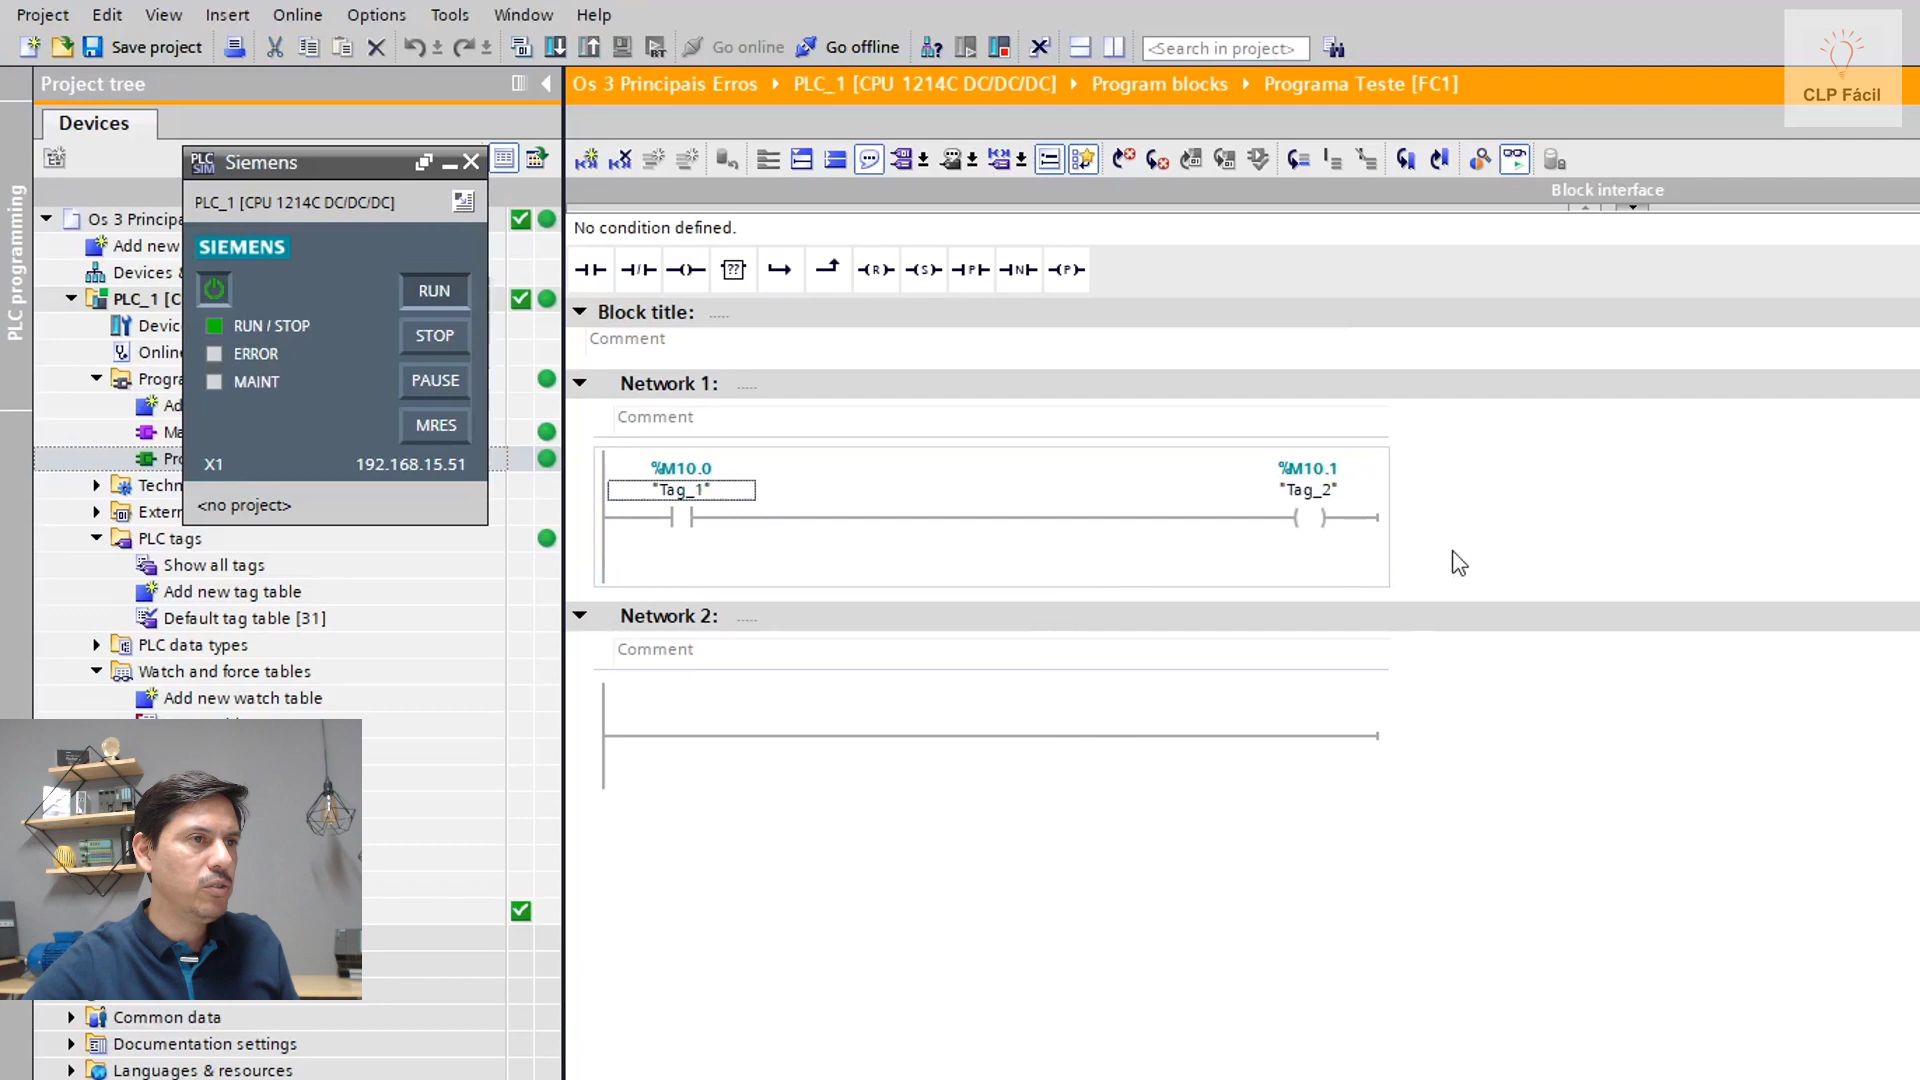 Project Edit View Insert Online Options Tools Window Help
Save project Go online Go offline <Search in project>
CLP Fácil
Project tree
Os 3 Principais Erros PLC_1 [CPU 1214C DC/DC/DC] Program blocks Programa Teste [FC1]
Devices
PLC programming
PLC SIM Siemens
PLC_1 [CPU 1214C DC/DC/DC]
SIEMENS
RUN
RUN / STOP
STOP
ERROR
PAUSE
MAINT
MRES
X1 192.168.15.51
<no project>
Os 3 Principa
Add new
Devices &
PLC_1 [C
Devic
Onlin
Progra
Ad
Ma
Pro
Techn
Extern
PLC tags
Show all tags
Add new tag table
Default tag table [31]
PLC data types
Watch and force tables
Add new watch table
Common data
Documentation settings
Languages & resources
Block interface
No condition defined.
??
R S P N P
Block title: .....
Comment
Network 1: .....
Comment
%M10.0 %M10.1
"Tag_1" "Tag_2"
Network 2: .....
Comment